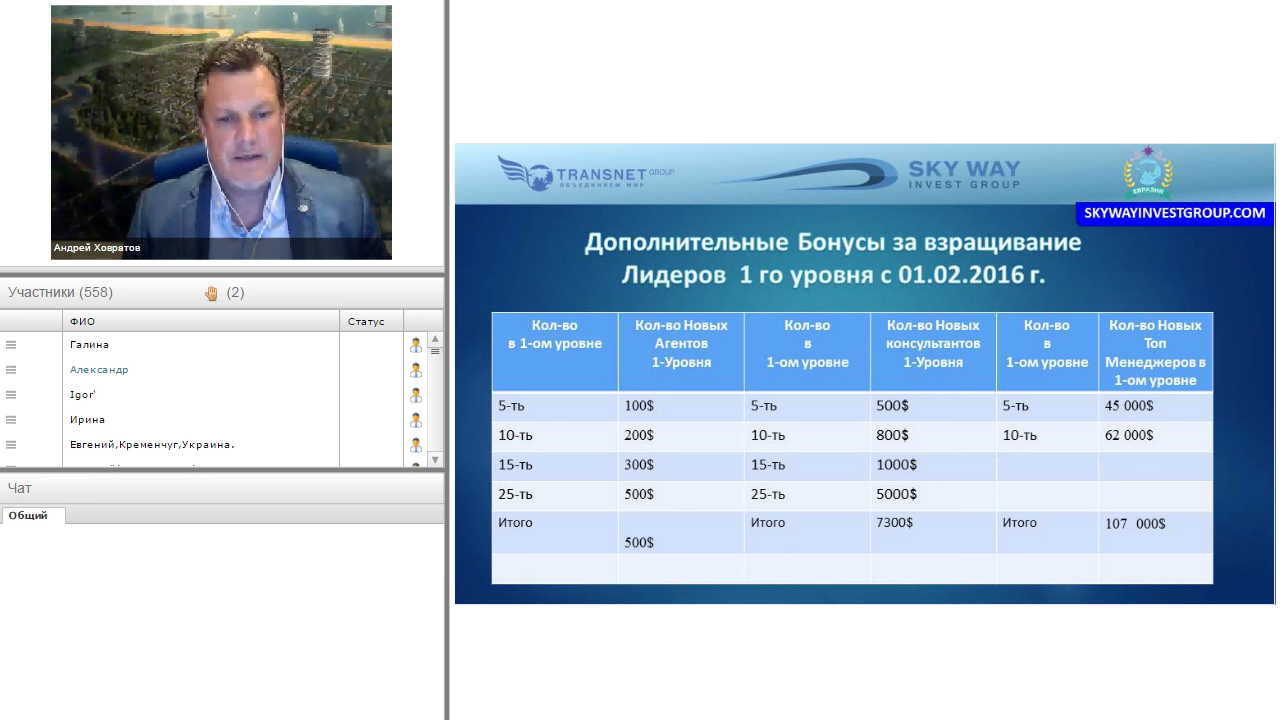 Андрей Ховратов
Участники (558)
(2)
ФИО
Статус
Галина
Александр
Igor'
Ирина
Евгений,Кременчуг,Украина.
Чат
Общий
TRANSNET GROUP
ОБЪЕДИНЯЕМ МИР
SKY WAY
INVEST GROUP
ЕВРАЗИЯ
SKYWAYINVESTGROUP.COM
Дополнительные Бонусы за взращивание
Лидеров 1 го уровня с 01.02.2016 г.
Кол-во
в 1-ом уровне
Кол-во Новых
Агентов
1-Уровня
Кол-во
в
1-ом уровне
Кол-во Новых
консультантов
1-Уровня
Кол-во
в
1-ом уровне
Кол-во Новых
Топ
Менеджеров в
1-ом уровне
5-ть 100$ 5-ть 500$ 5-ть 45 000$
10-ть 200$ 10-ть 800$ 10-ть 62 000$
15-ть 300$ 15-ть 1000$
25-ть 500$ 25-ть 5000$
Итого 500$ Итого 7300$ Итого 107 000$